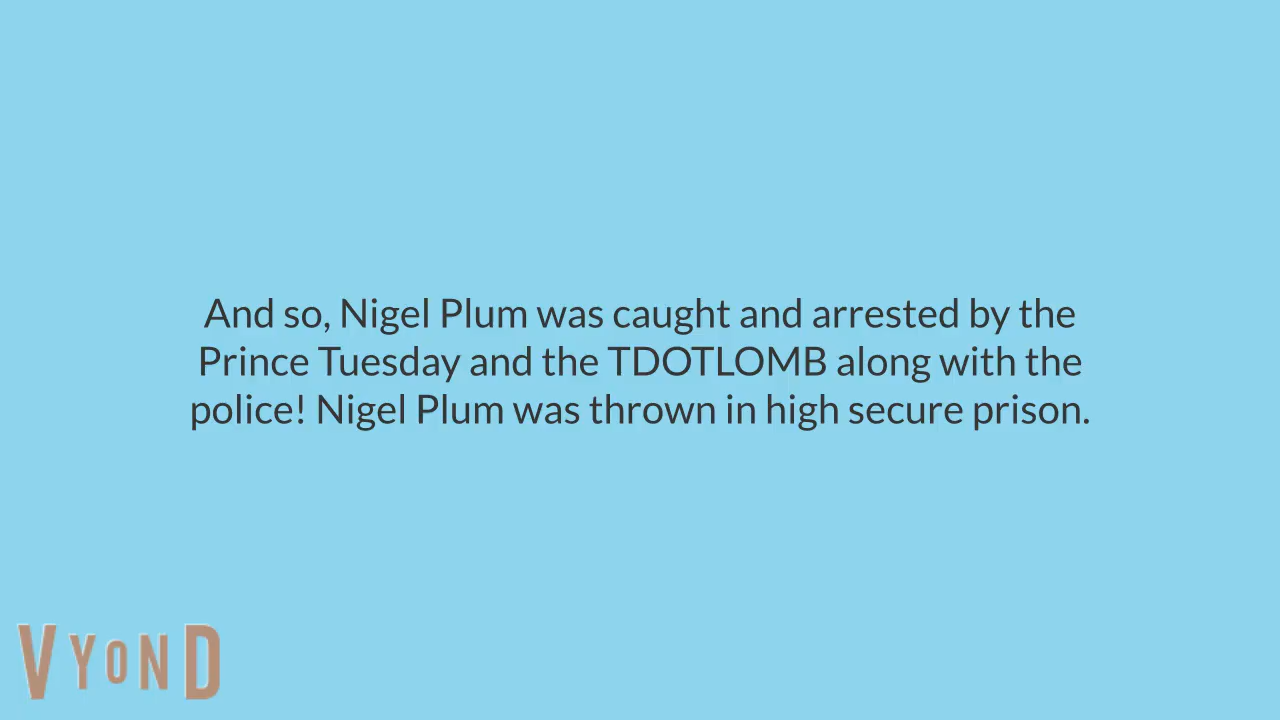 And so, Nigel Plum was caught and arrested by the
Prince Tuesday and the TDOTLOMB along with the
police! Nigel Plum was thrown in high secure prison.
VYOND